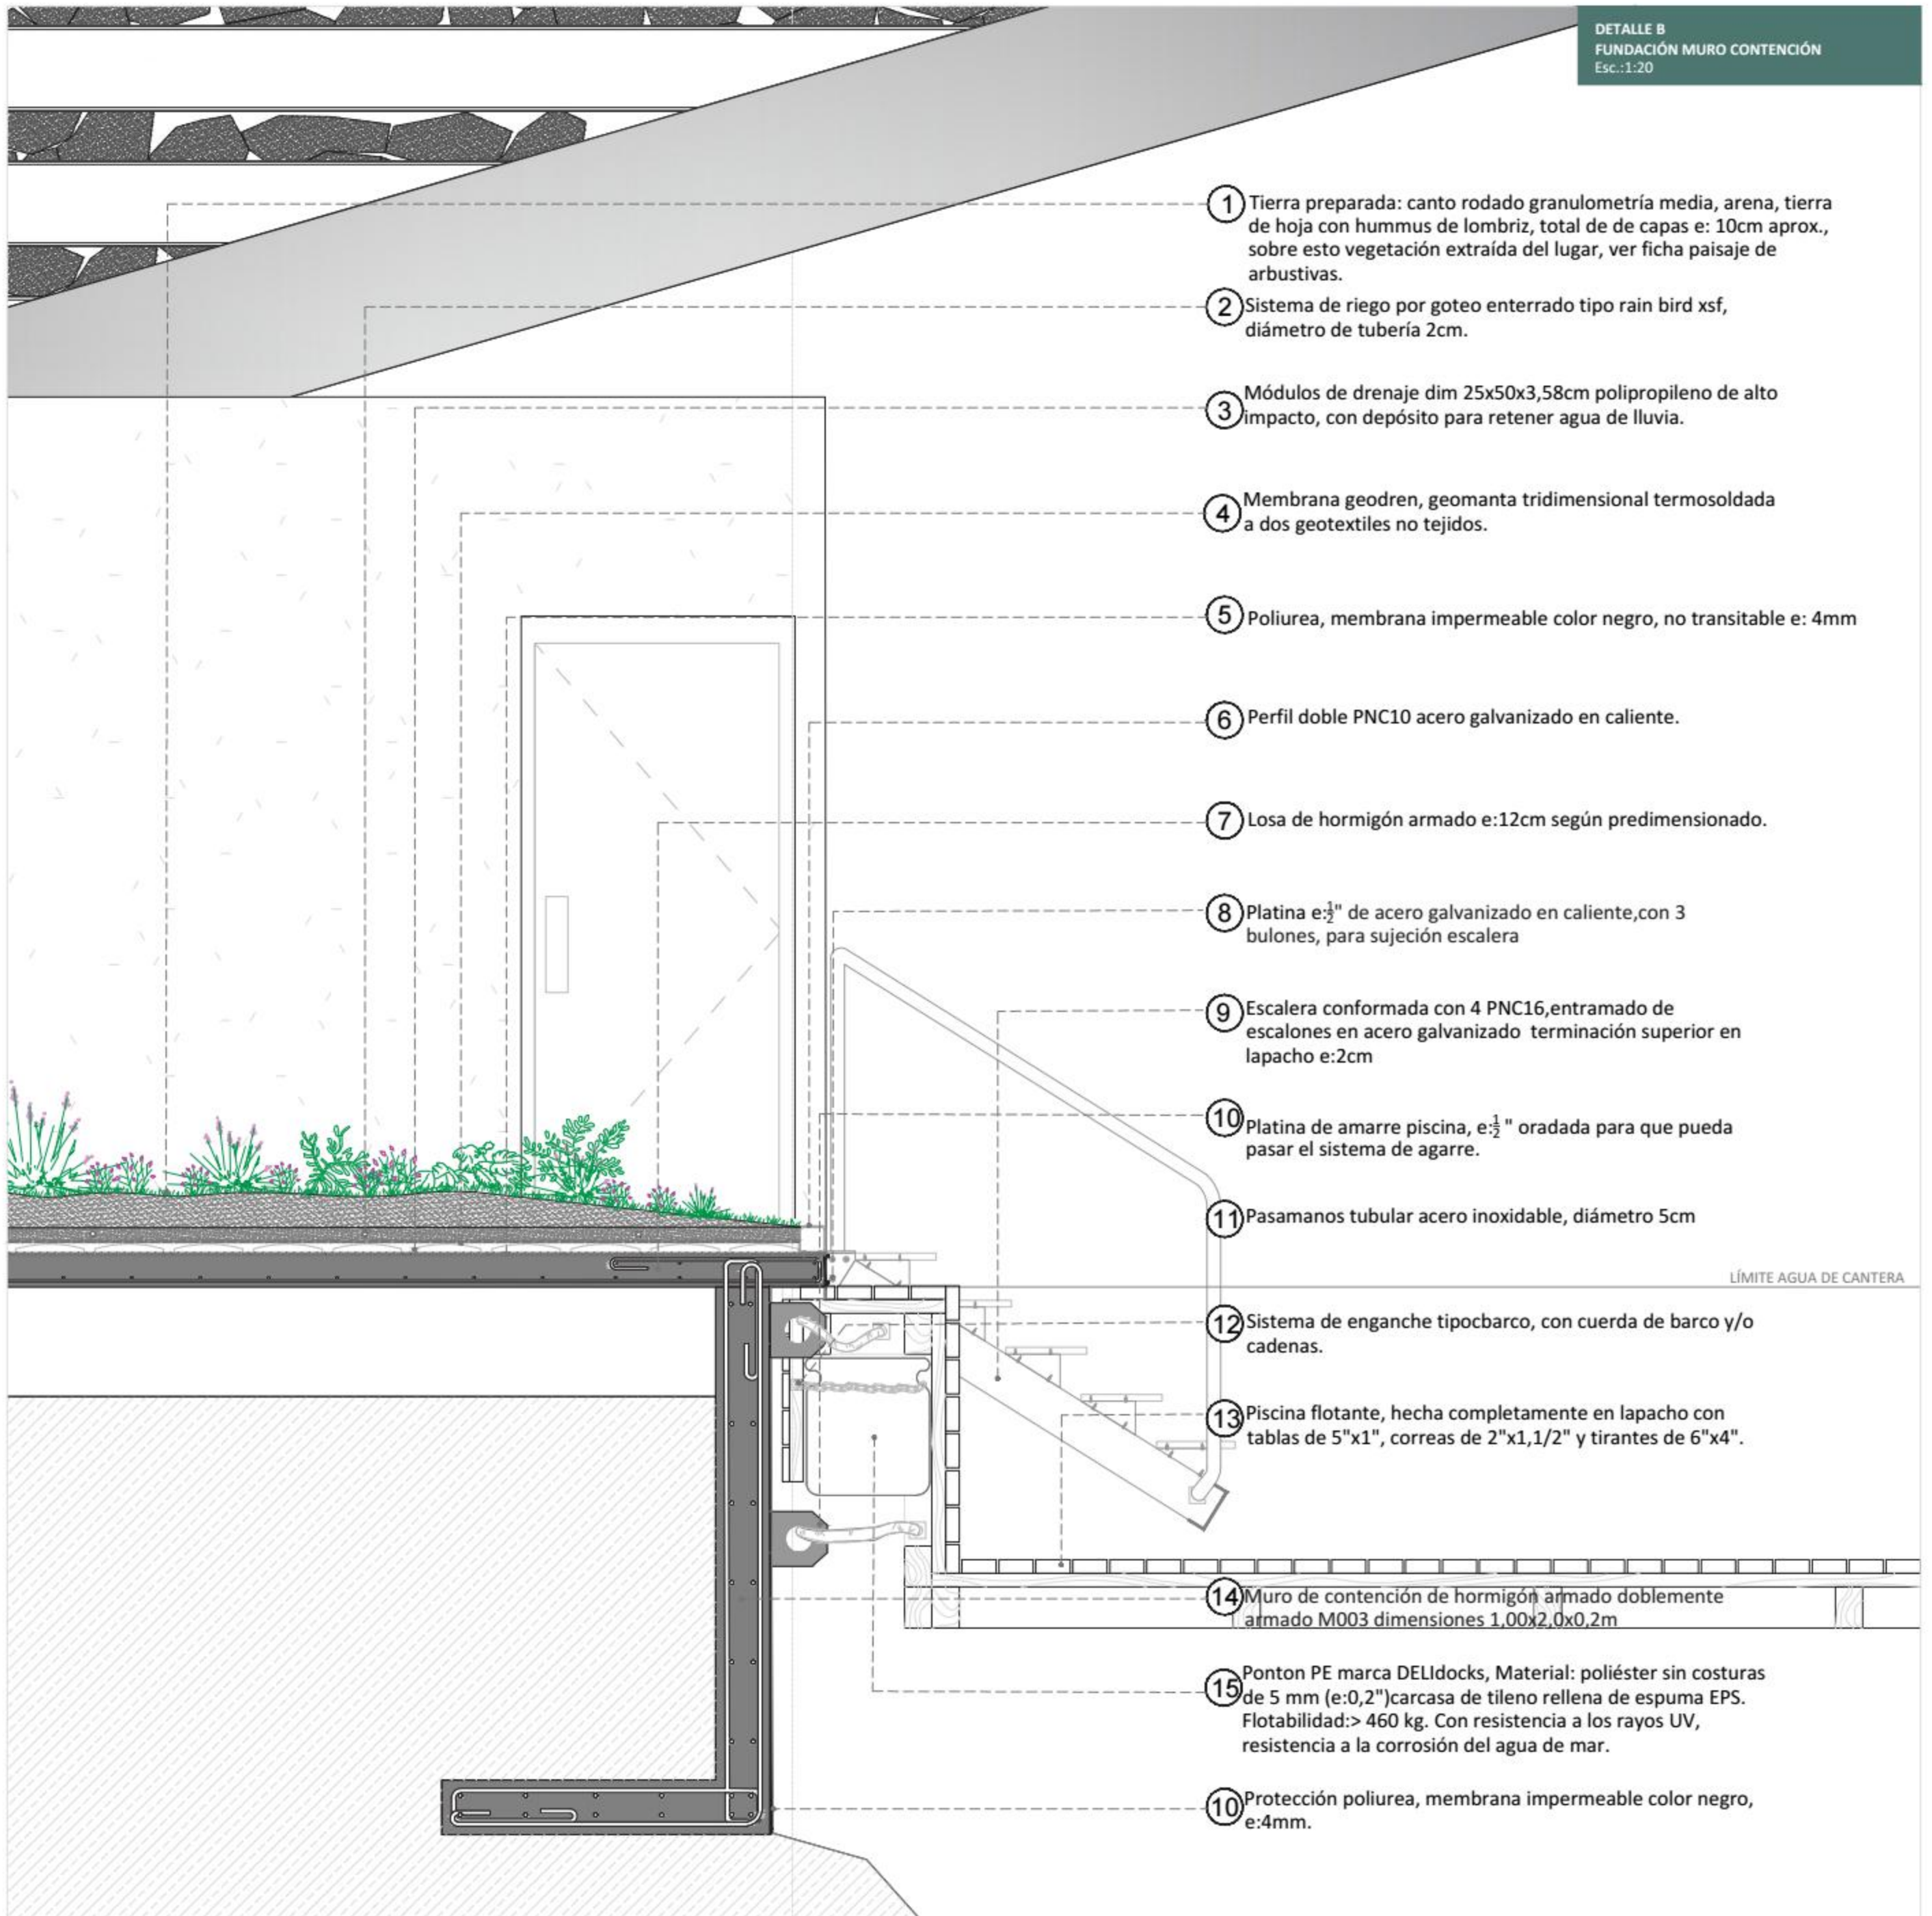 DETALLE B
FUNDACIÓN MURO CONTENCIÓN
Esc.:1:20
1 Tierra preparada: canto rodado granulometría media, arena, tierra
de hoja con hummus de lombriz, total de de capas e: 10cm aprox.,
sobre esto vegetación extraída del lugar, ver ficha paisaje de
arbustivas.
2 Sistema de riego por goteo enterrado tipo rain bird xsf,
diámetro de tubería 2cm.
3 Módulos de drenaje dim 25x50x3,58cm polipropileno de alto
impacto, con depósito para retener agua de lluvia.
4 Membrana geodren, geomanta tridimensional termosoldada
a dos geotextiles no tejidos.
5 Poliurea, membrana impermeable color negro, no transitable e: 4mm
6 Perfil doble PNC10 acero galvanizado en caliente.
7 Losa de hormigón armado e:12cm según predimensionado.
8 Platina e:½" de acero galvanizado en caliente,con 3
bulones, para sujeción escalera
9 Escalera conformada con 4 PNC16,entramado de
escalones en acero galvanizado terminación superior en
lapacho e:2cm
10 Platina de amarre piscina, e:½ " oradada para que pueda
pasar el sistema de agarre.
11 Pasamanos tubular acero inoxidable, diámetro 5cm
LÍMITE AGUA DE CANTERA
12 Sistema de enganche tipocbarco, con cuerda de barco y/o
cadenas.
13 Piscina flotante, hecha completamente en lapacho con
tablas de 5"x1", correas de 2"x1,1/2" y tirantes de 6"x4".
14 Muro de contención de hormigón armado doblemente
armado M003 dimensiones 1,00x2,0x0,2m
15 Ponton PE marca DELIdocks, Material: poliéster sin costuras
de 5 mm (e:0,2")carcasa de tileno rellena de espuma EPS.
Flotabilidad:> 460 kg. Con resistencia a los rayos UV,
resistencia a la corrosión del agua de mar.
10 Protección poliurea, membrana impermeable color negro,
e:4mm.